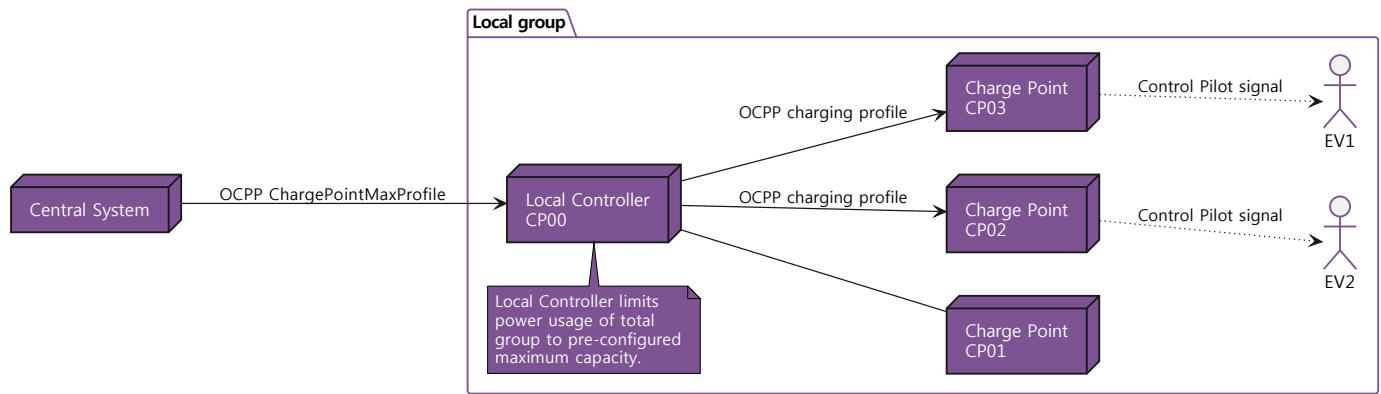 Local group
Charge Point
CP03
Control Pilot signal
EV1
OCPP charging profile
Central System
OCPP ChargePointMaxProfile
Local Controller
CP00
OCPP charging profile
Charge Point
CP02
Control Pilot signal
EV2
Local Controller limits
power usage of total
group to pre-configured
maximum capacity.
Charge Point
CP01